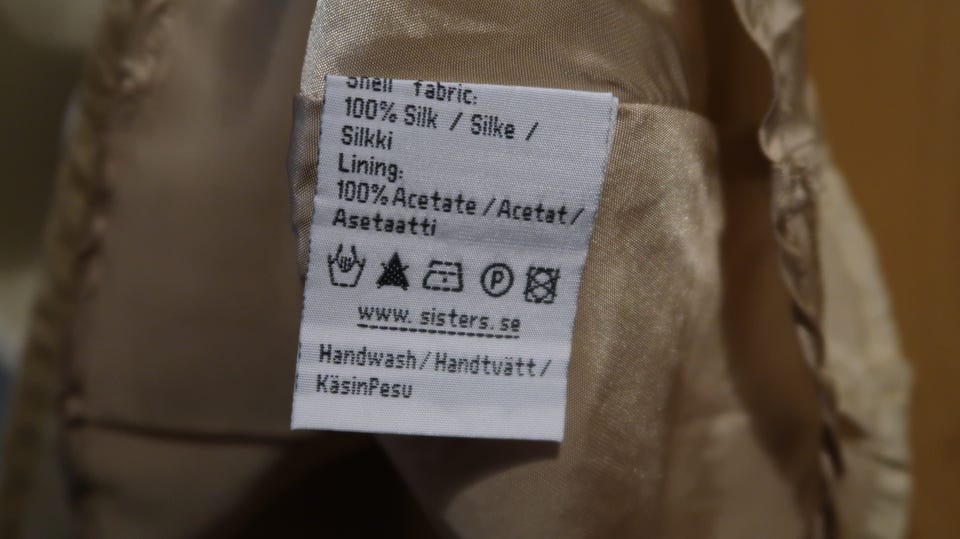 Shell fabric:
100% Silk / Silke /
Silkki
Lining:
100% Acetate / Acetat /
Asetaatti
P
www.sisters.se
Handwash / Handtvätt /
KäsinPesu